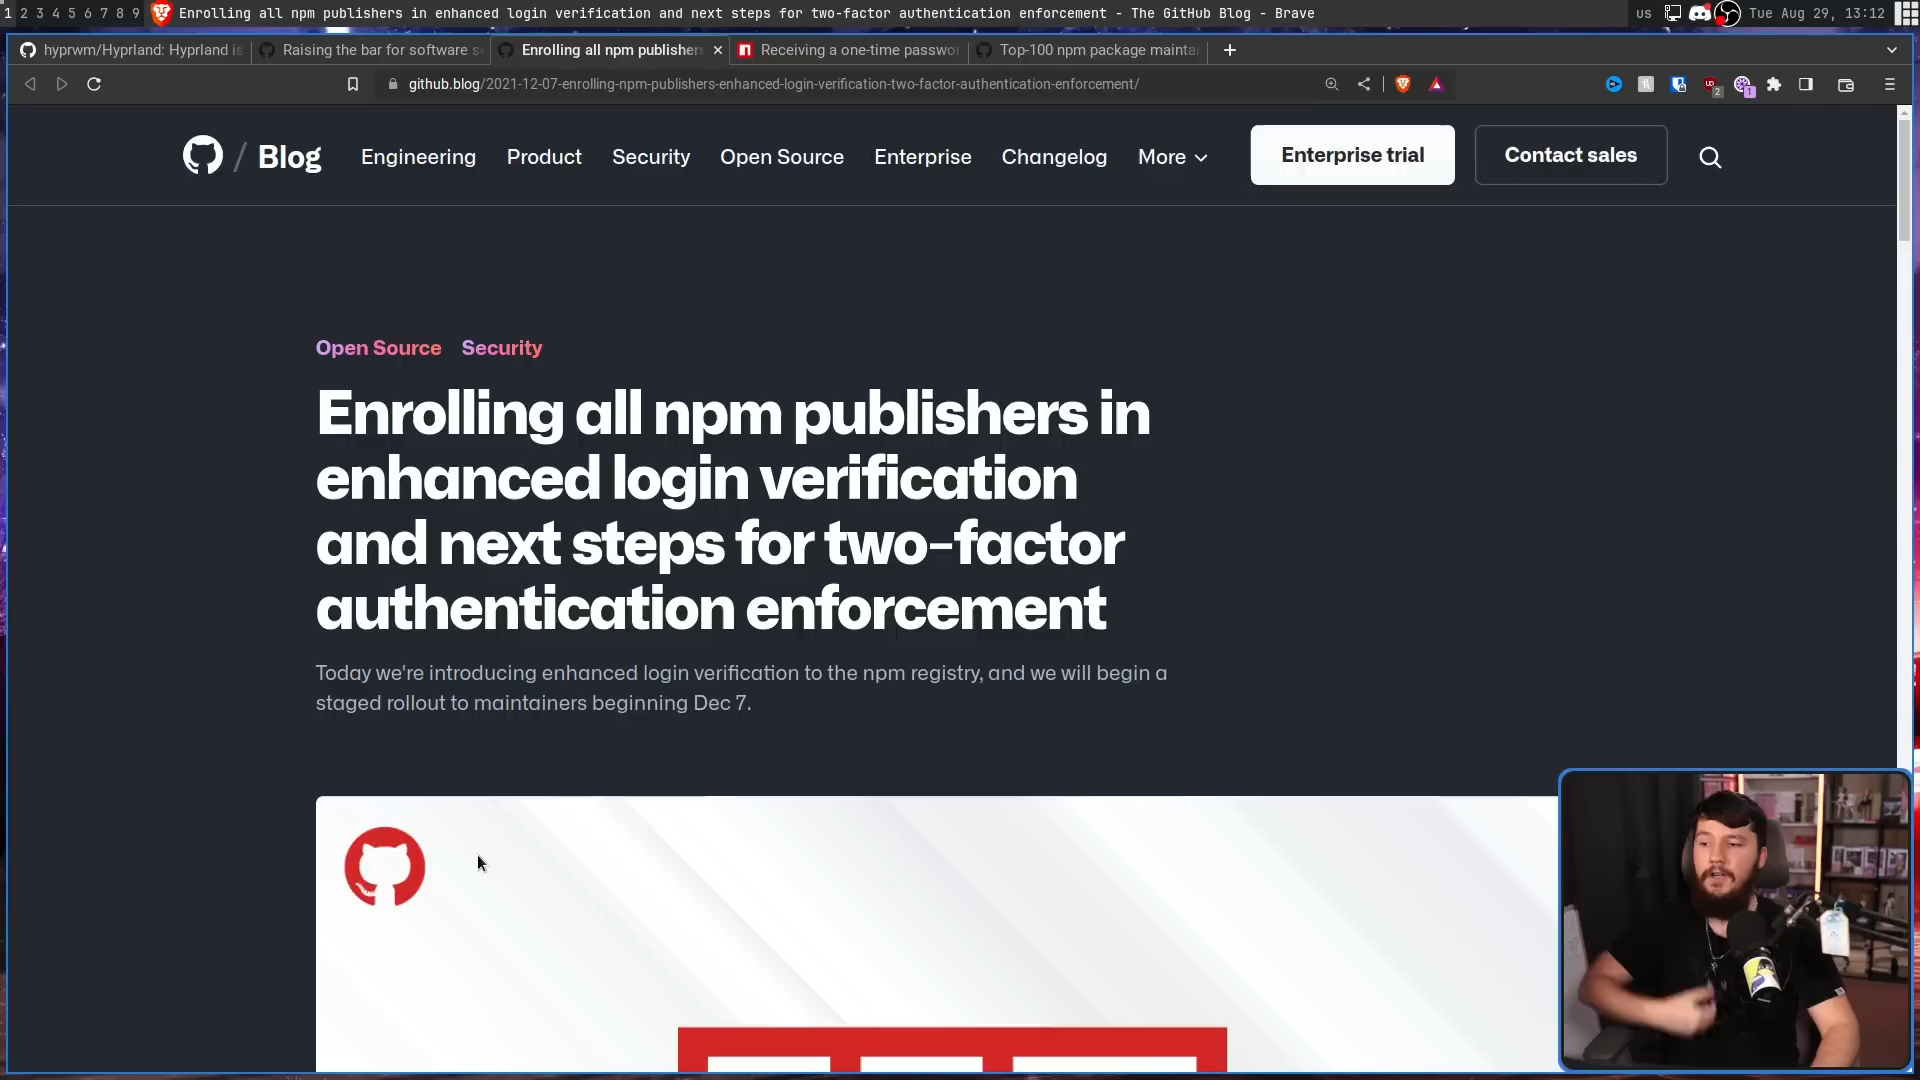 1 2 3 4 5 6 7 8 9 Enrolling all npm publishers in enhanced login verification and next steps for two-factor authentication enforcement - The GitHub Blog - Brave us Tue Aug 29, 13:12
hyprwm/Hyprland: Hyprland is Raising the bar for software s Enrolling all npm publishers Receiving a one-time passwo Top-100 npm package mainta
github.blog/2021-12-07-enrolling-npm-publishers-enhanced-login-verification-two-factor-authentication-enforcement/ 2 1
/ Blog Engineering Product Security Open Source Enterprise Changelog More Enterprise trial Contact sales
Open Source Security
Enrolling all npm publishers in
enhanced login verification
and next steps for two-factor
authentication enforcement
Today we're introducing enhanced login verification to the npm registry, and we will begin a
staged rollout to maintainers beginning Dec 7.